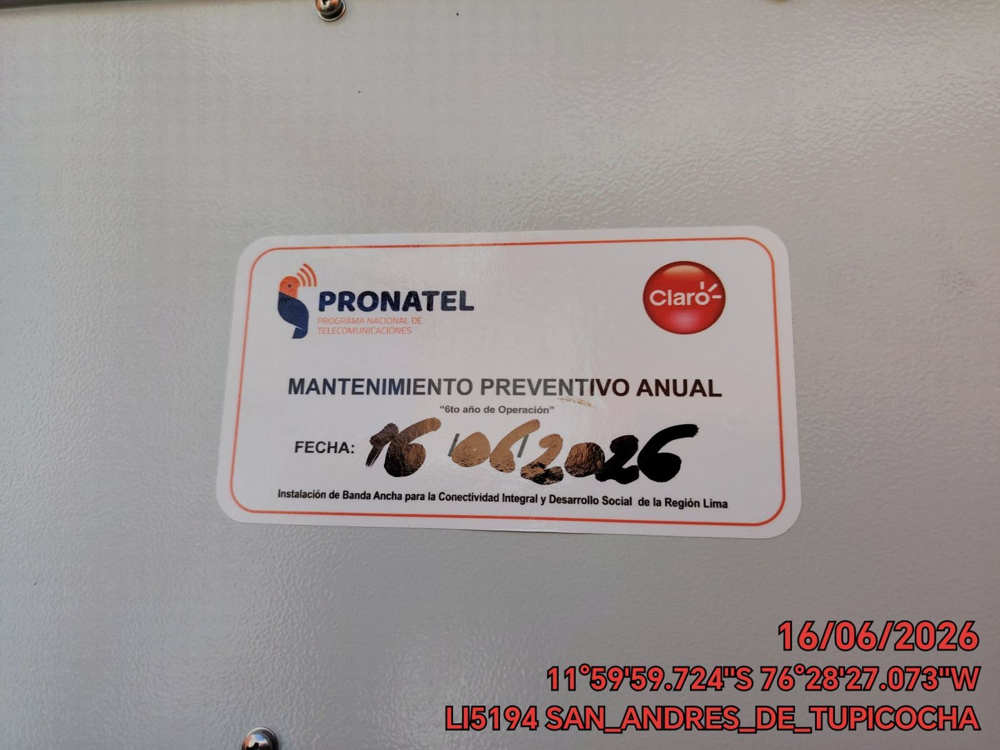 PRONATEL
PROGRAMA NACIONAL DE
TELECOMUNICACIONES
Claro
MANTENIMIENTO PREVENTIVO ANUAL
“6to año de Operación”
FECHA: 16/06/2026
Instalación de Banda Ancha para la Conectividad Integral y Desarrollo Social de la Región Lima
16/06/2026
11°59'59.724"S 76°28'27.073"W
LI5194 SAN_ANDRES_DE_TUPICOCHA